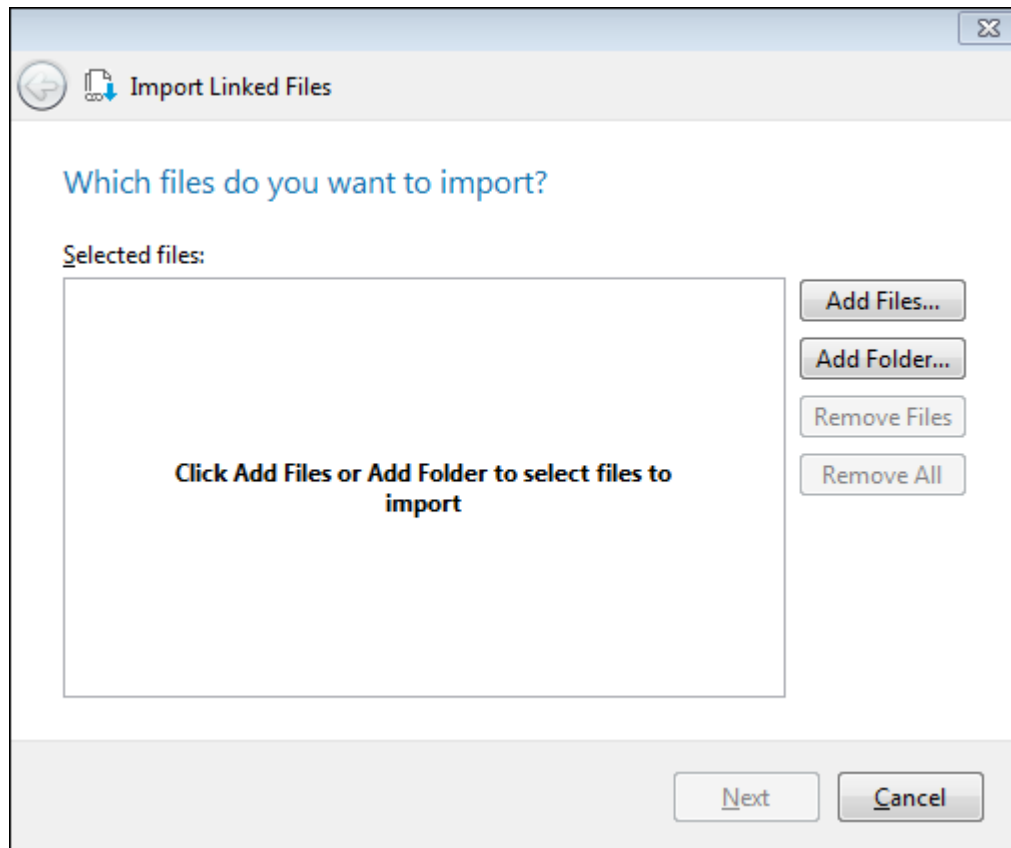 Import Linked Files
Which files do you want to import?
Selected files:
Click Add Files or Add Folder to select files to
import
Add Files...
Add Folder...
Remove Files
Remove All
Next
Cancel